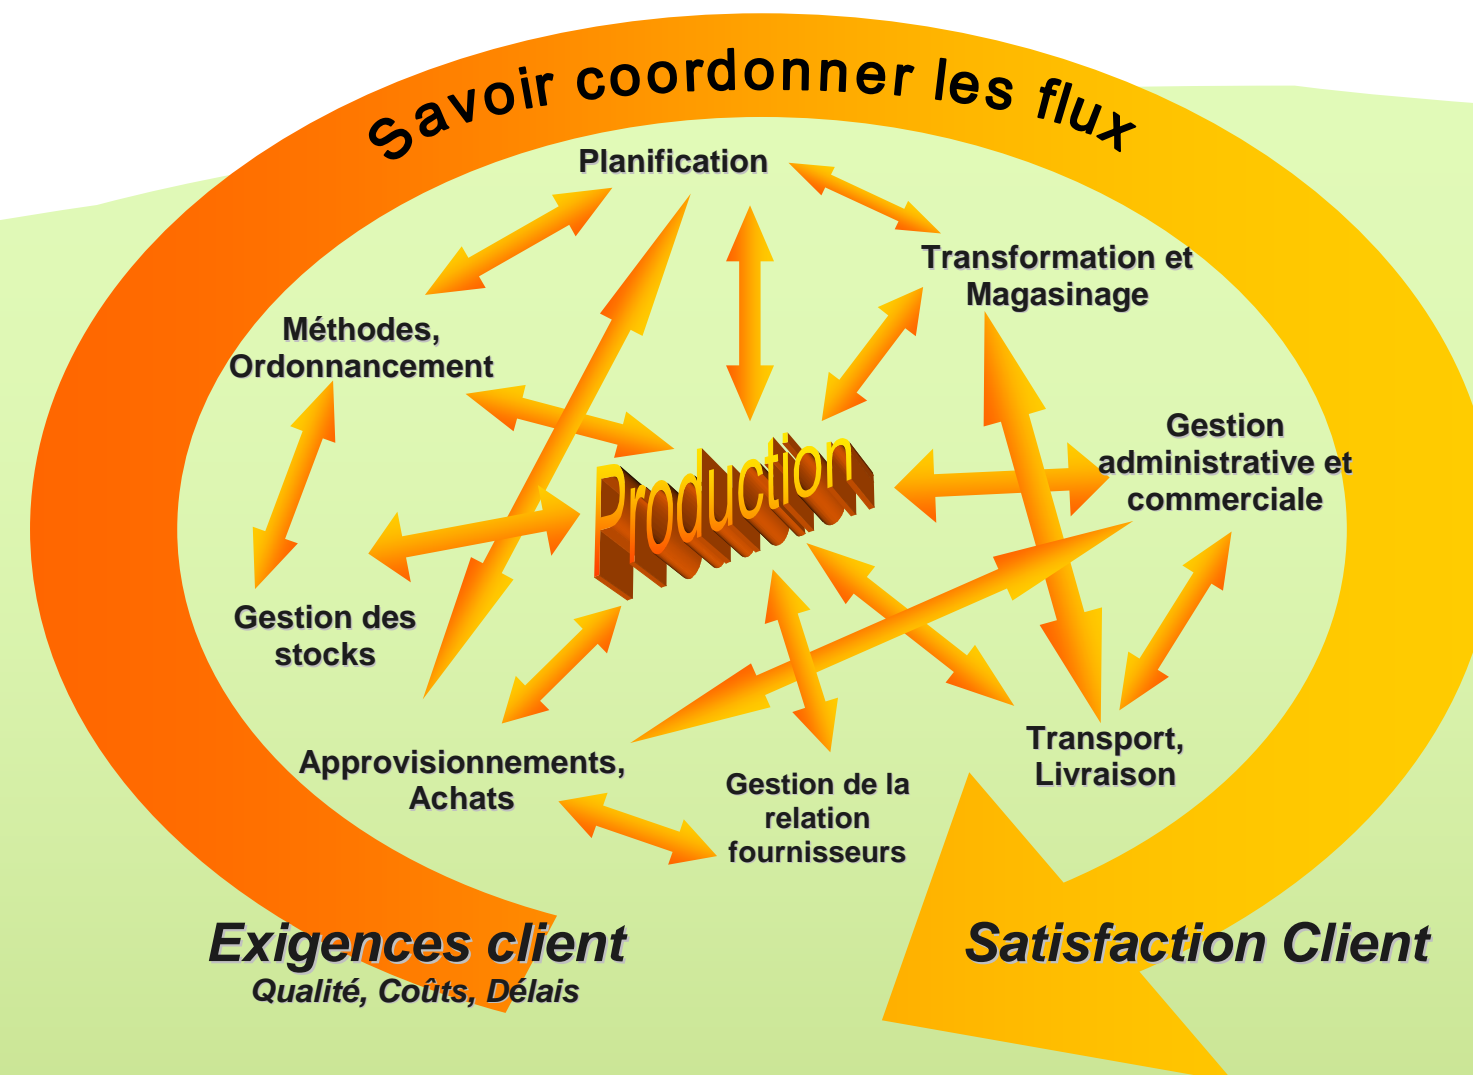 Savoir coordonner les flux
Planification
Transformation et
Magasinage
Méthodes,
Ordonnancement
Gestion
administrative et
commerciale
Production
Gestion des
stocks
Approvisionnements,
Achats
Gestion de la
relation
fournisseurs
Transport,
Livraison
Exigences client
Qualité, Coûts, Délais
Satisfaction Client